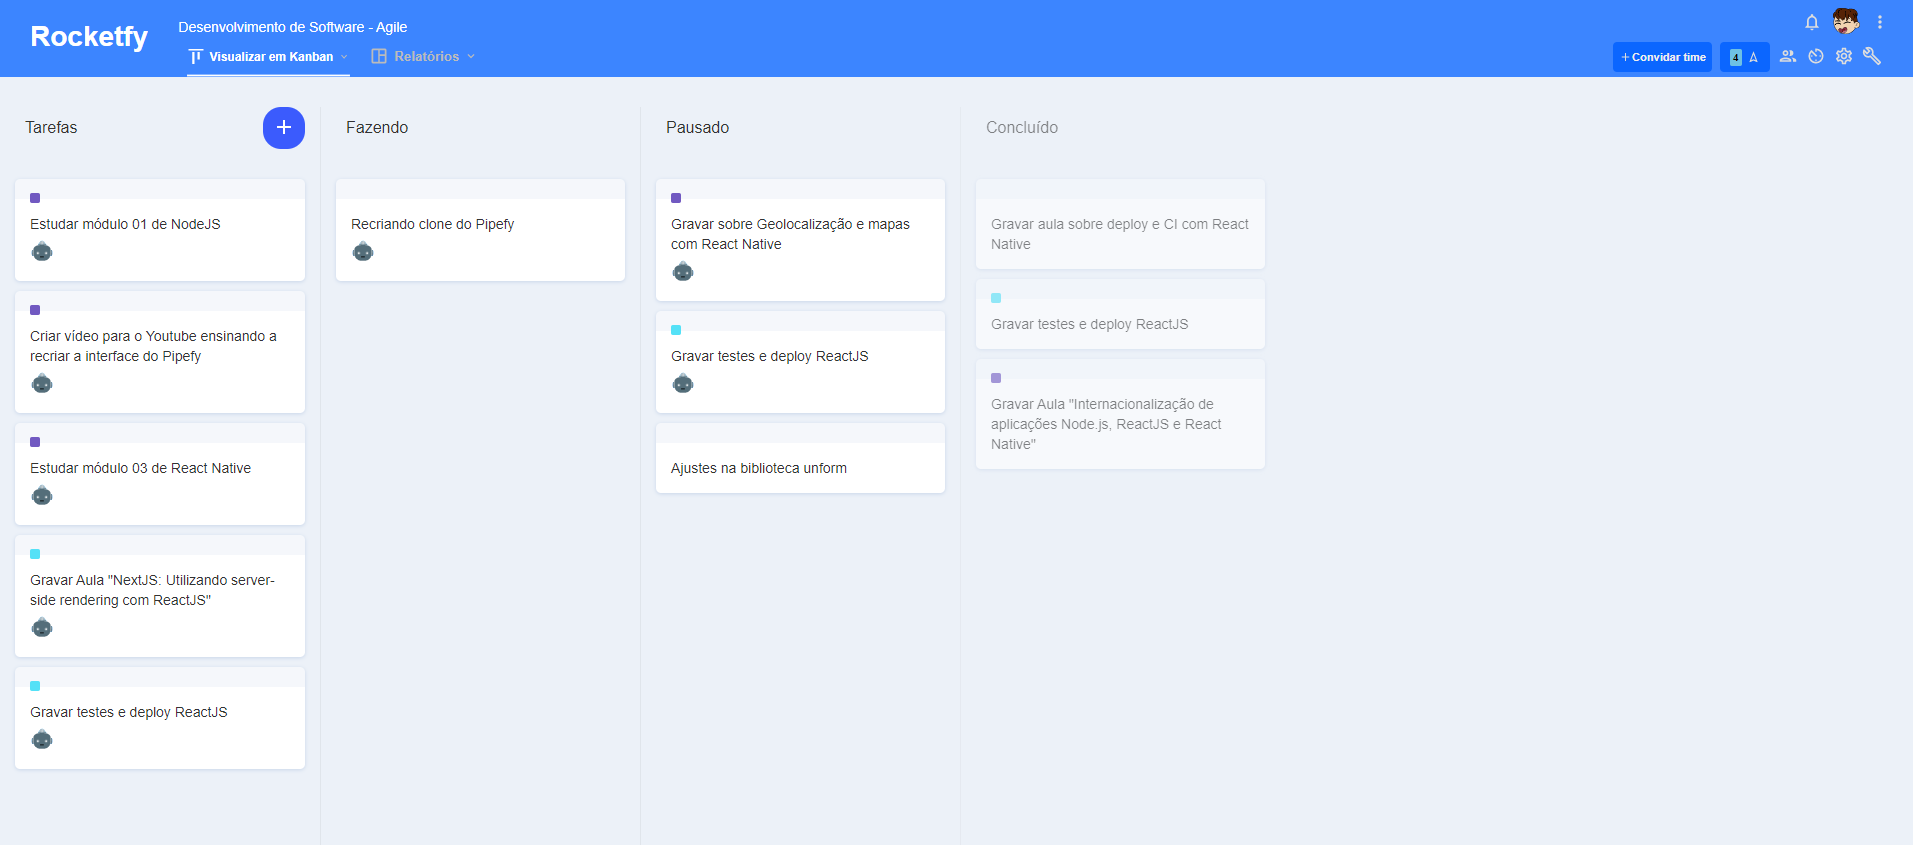 Rocketfy
Desenvolvimento de Software - Agile
Visualizar em Kanban
Relatórios
+ Convidar time
4
Tarefas
Estudar módulo 01 de NodeJS
Criar vídeo para o Youtube ensinando a
recriar a interface do Pipefy
Estudar módulo 03 de React Native
Gravar Aula "NextJS: Utilizando server-
side rendering com ReactJS"
Gravar testes e deploy ReactJS
Fazendo
Recriando clone do Pipefy
Pausado
Gravar sobre Geolocalização e mapas
com React Native
Gravar testes e deploy ReactJS
Ajustes na biblioteca unform
Concluído
Gravar aula sobre deploy e CI com React
Native
Gravar testes e deploy ReactJS
Gravar Aula "Internacionalização de
aplicações Node.js, ReactJS e React
Native"